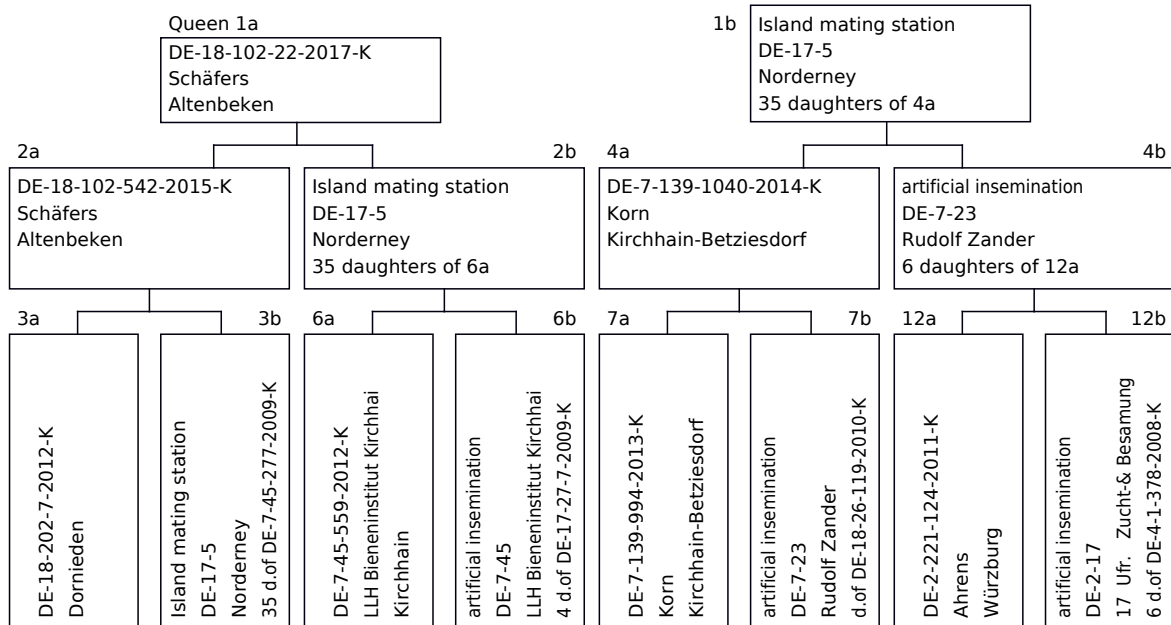 Queen 1a
DE-18-102-22-2017-K
Schäfers
Altenbeken
1b
Island mating station
DE-17-5
Norderney
35 daughters of 4a
2a
DE-18-102-542-2015-K
Schäfers
Altenbeken
2b
Island mating station
DE-17-5
Norderney
35 daughters of 6a
4a
DE-7-139-1040-2014-K
Korn
Kirchhain-Betziesdorf
4b
artificial insemination
DE-7-23
Rudolf Zander
6 daughters of 12a
3a
DE-18-202-7-2012-K
Dornieden
3b
Island mating station
DE-17-5
Norderney
35 d.of DE-7-45-277-2009-K
6a
DE-7-45-559-2012-K
LLH Bieneninstitut Kirchhai
Kirchhain
6b
artificial insemination
DE-7-45
LLH Bieneninstitut Kirchhai
4 d.of DE-17-27-7-2009-K
7a
DE-7-139-994-2013-K
Korn
Kirchhain-Betziesdorf
7b
artificial insemination
DE-7-23
Rudolf Zander
d.of DE-18-26-119-2010-K
12a
DE-2-221-124-2011-K
Ahrens
Würzburg
12b
artificial insemination
DE-2-17
17 Ufr. Zucht-& Besamung
6 d.of DE-4-1-378-2008-K